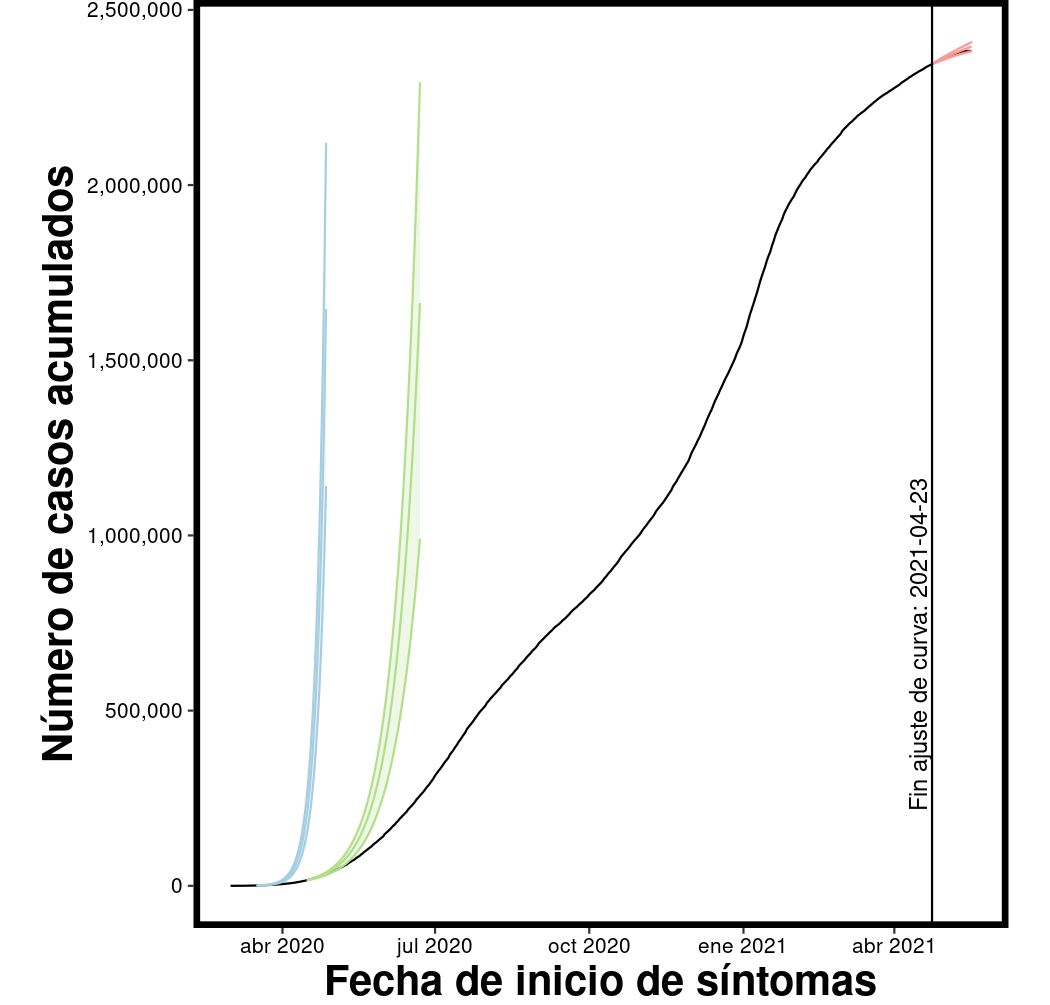 Número de casos acumulados
2,500,000
2,000,000
1,500,000
1,000,000
500,000
0
Fin ajuste de curva: 2021-04-23
abr 2020
jul 2020
oct 2020
ene 2021
abr 2021
Fecha de inicio de síntomas